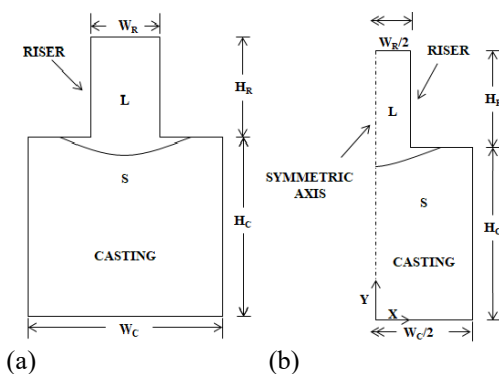 W_R
RISER
L
H_R
S
H_C
CASTING
W_C
(a)
W_R/2
RISER
L
H_R
SYMMETRIC
AXIS
S
H_C
CASTING
Y
X
W_C/2
(b)